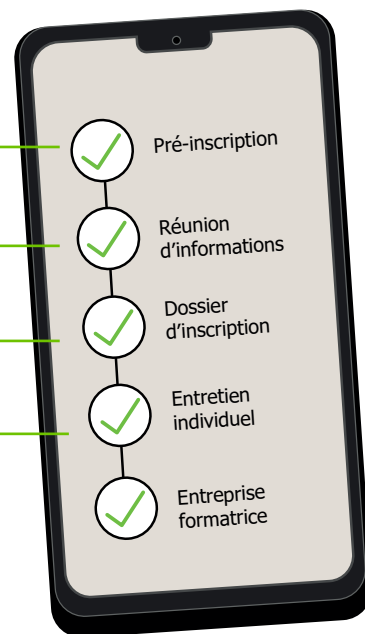 Pré-inscription
Réunion
d’informations
Dossier
d’inscription
Entretien
individuel
Entreprise
formatrice